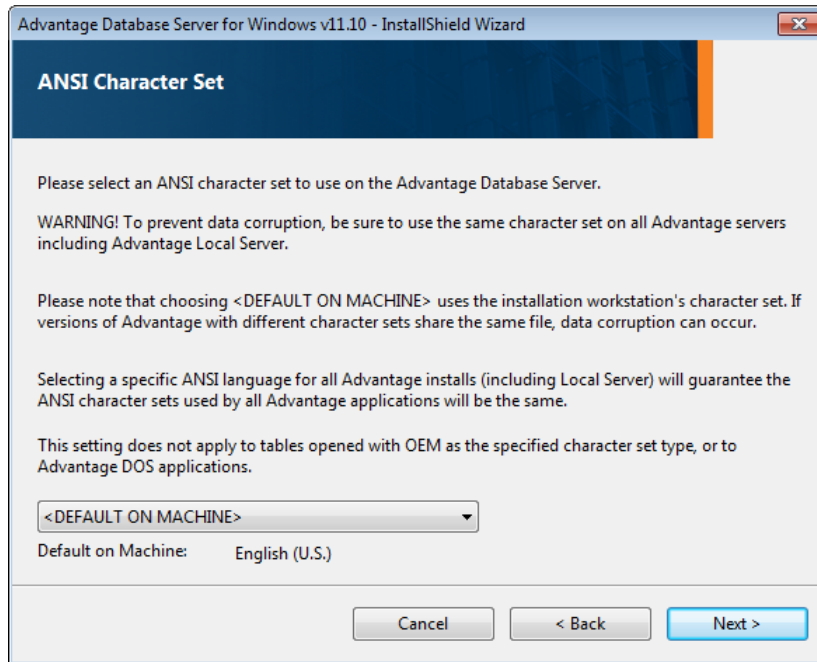 Advantage Database Server for Windows v11.10 - InstallShield Wizard
ANSI Character Set
Please select an ANSI character set to use on the Advantage Database Server.
WARNING! To prevent data corruption, be sure to use the same character set on all Advantage servers
including Advantage Local Server.
Please note that choosing <DEFAULT ON MACHINE> uses the installation workstation's character set. If
versions of Advantage with different character sets share the same file, data corruption can occur.
Selecting a specific ANSI language for all Advantage installs (including Local Server) will guarantee the
ANSI character sets used by all Advantage applications will be the same.
This setting does not apply to tables opened with OEM as the specified character set type, or to
Advantage DOS applications.
<DEFAULT ON MACHINE>
Default on Machine: English (U.S.)
Cancel < Back Next >